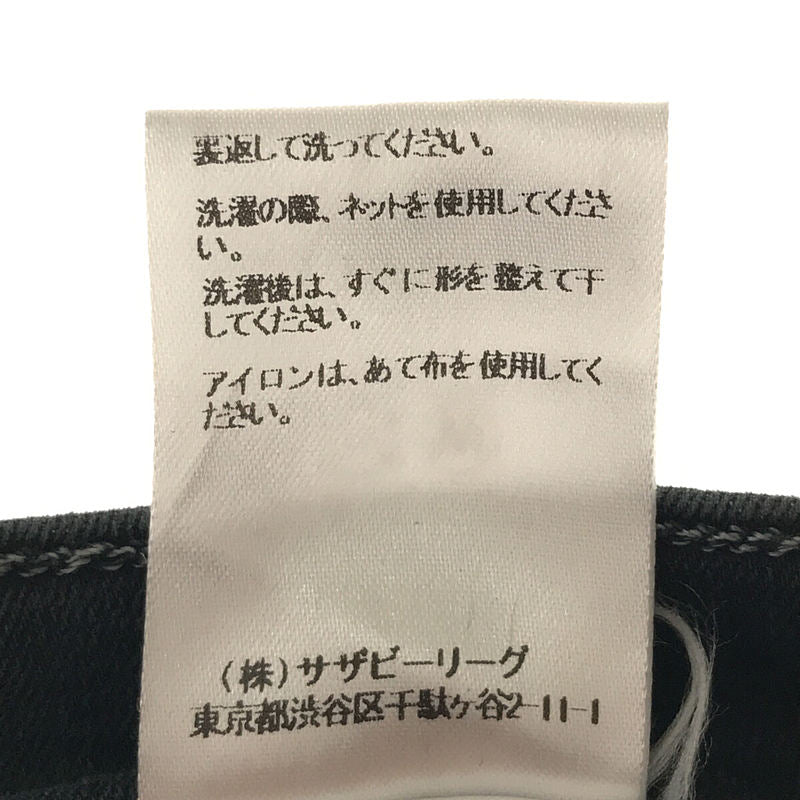 裏返して洗ってください。
洗濯の際、ネットを使用してくださ
い。
洗濯後は、すぐに形を整えて干
してください。
アイロンは、あて布を使用してく
ださい。
(株)サザビーリーグ
東京都渋谷区千駄ヶ谷2-11-1